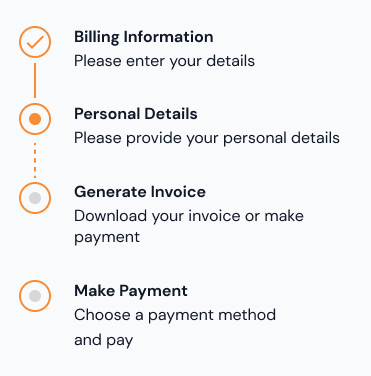 Billing Information
Please enter your details
Personal Details
Please provide your personal details
Generate Invoice
Download your invoice or make
payment
Make Payment
Choose a payment method
and pay